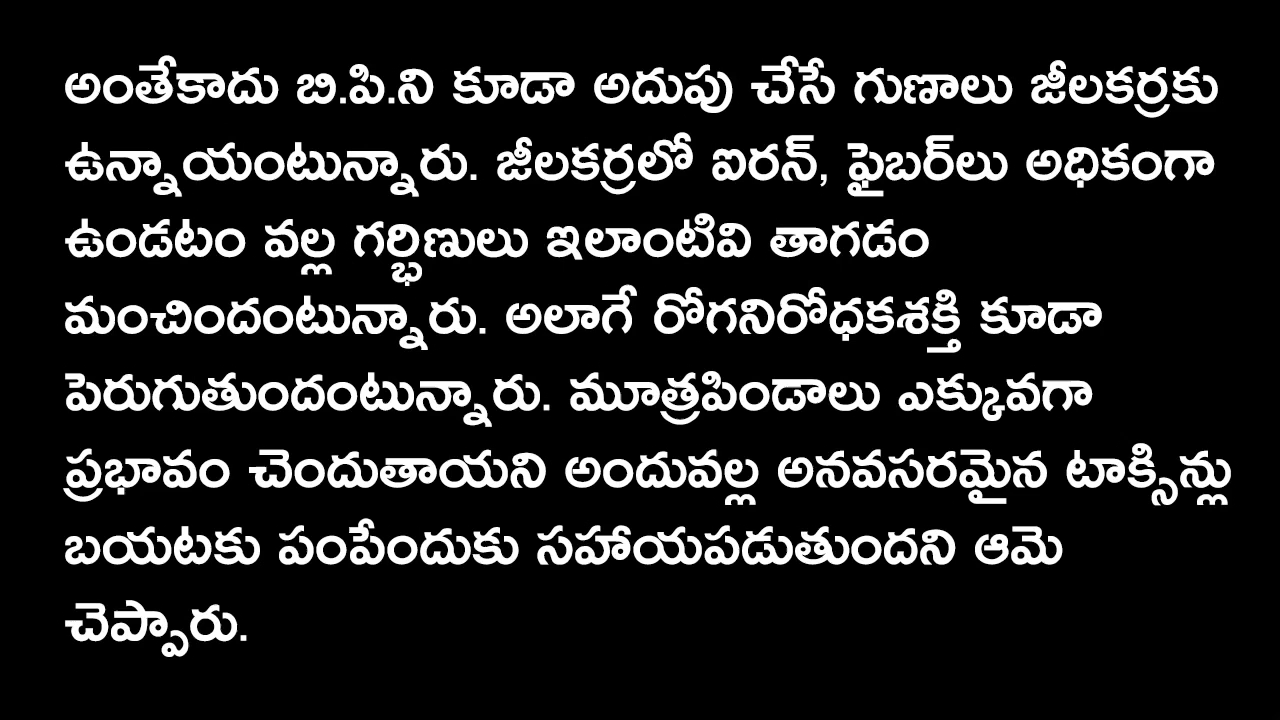 అంతేకాదు బి.పి.ని కూడా అదుపు చేసే గుణాలు జీలకర్రకు
ఉన్నాయంటున్నారు. జీలకర్రలో ఐరన్, ఫైబర్‌లు అధికంగా
ఉండటం వల్ల గర్భిణులు ఇలాంటివి తాగడం
మంచిందంటున్నారు. అలాగే రోగనిరోధకశక్తి కూడా
పెరుగుతుందంటున్నారు. మూత్రపిండాలు ఎక్కువగా
ప్రభావం చెందుతాయని అందువల్ల అనవసరమైన టాక్సిన్లు
బయటకు పంపేందుకు సహాయపడుతుందని ఆమె
చెప్పారు.